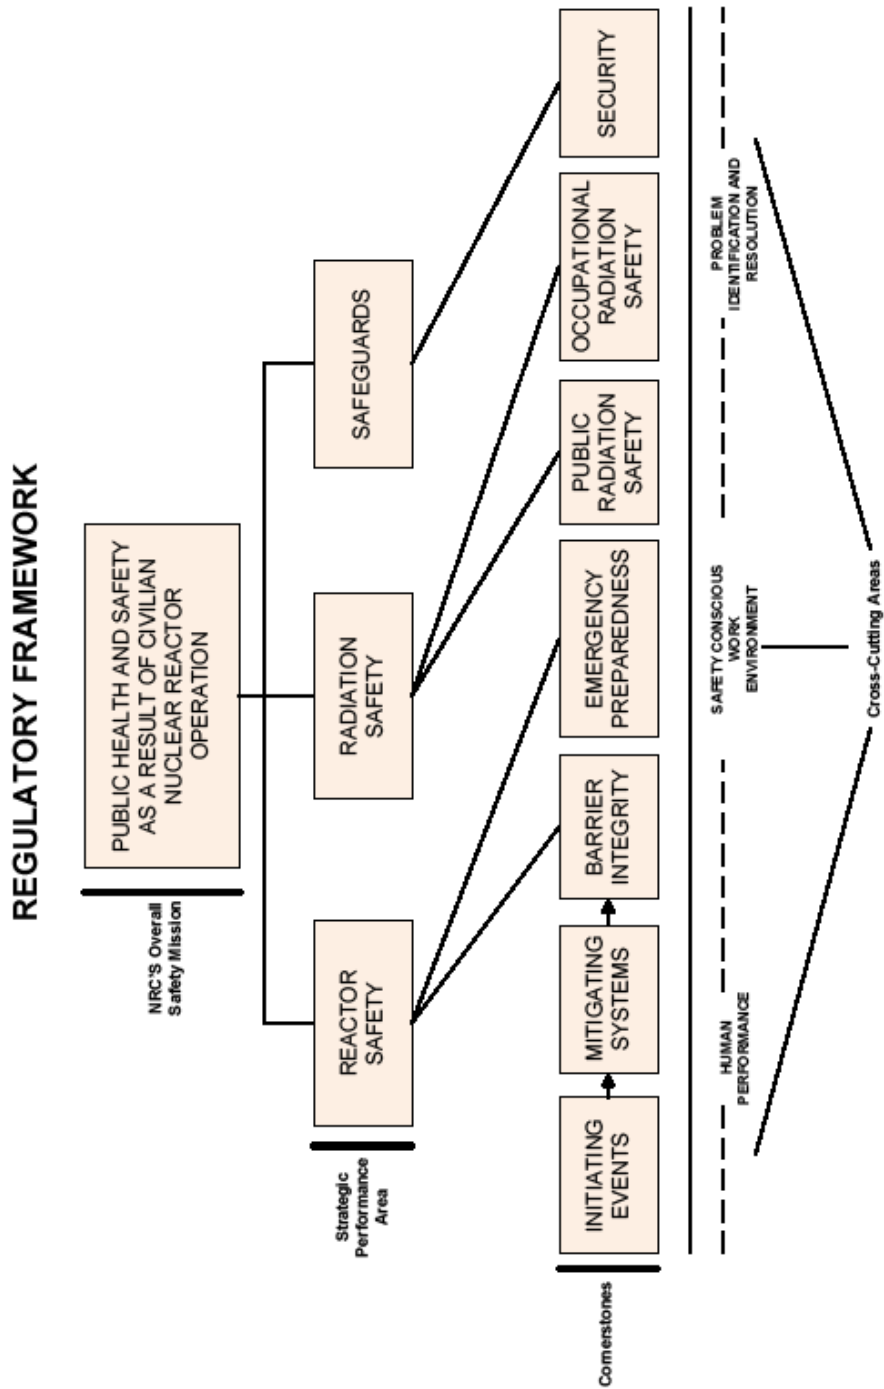 REGULATORY FRAMEWORK
NRC'S Overall
Safety Mission
PUBLIC HEALTH AND SAFETY
AS A RESULT OF CIVILIAN
NUCLEAR REACTOR
OPERATION
Strategic
Performance
Area
REACTOR
SAFETY
RADIATION
SAFETY
SAFEGUARDS
Cornerstones
INITIATING
EVENTS
MITIGATING
SYSTEMS
BARRIER
INTEGRITY
EMERGENCY
PREPAREDNESS
PUBLIC
RADIATION
SAFETY
OCCUPATIONAL
RADIATION
SAFETY
SECURITY
HUMAN
PERFORMANCE
SAFETY CONSCIOUS
WORK
ENVIRONMENT
PROBLEM
IDENTIFICATION AND
RESOLUTION
Cross-Cutting Areas